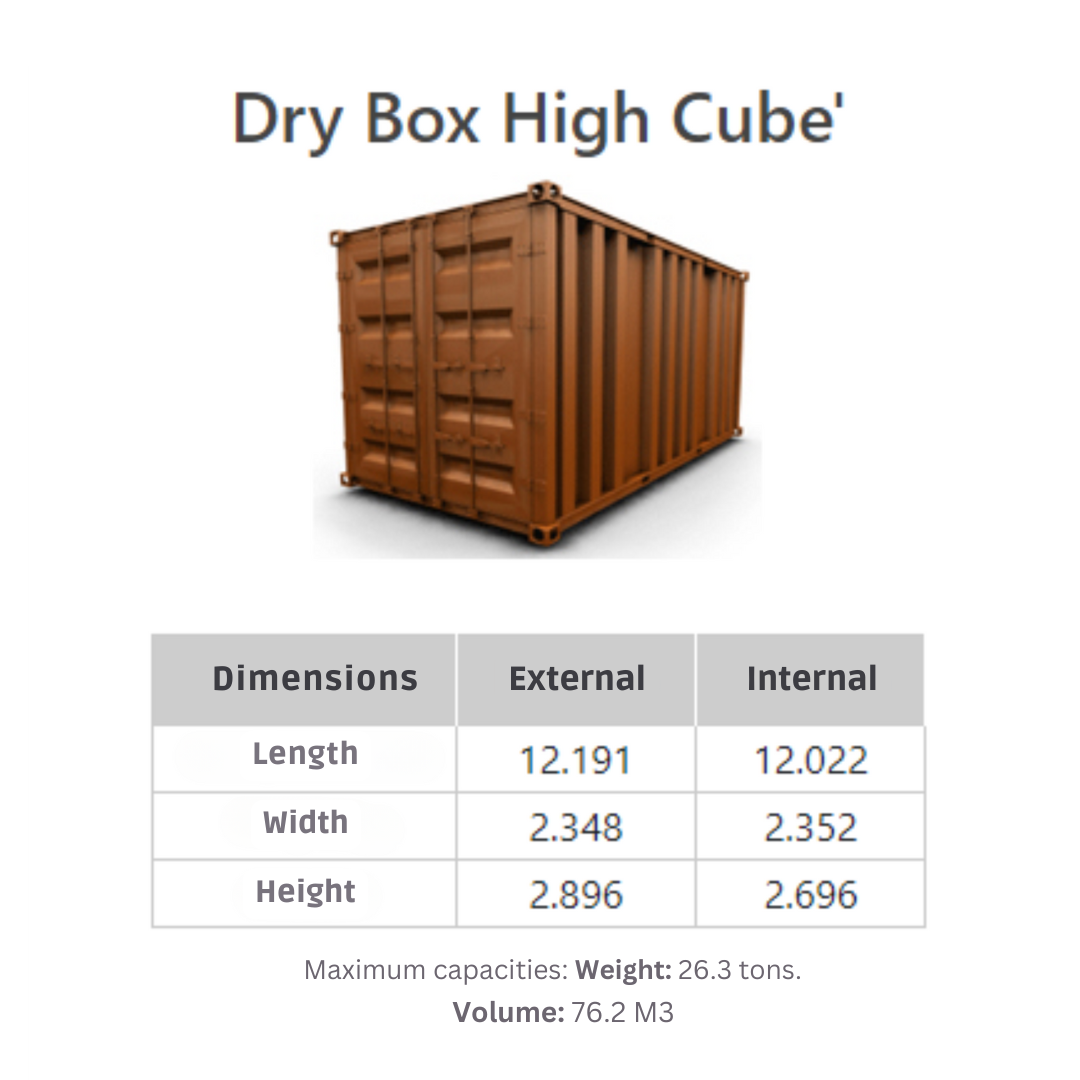 Dry Box High Cube'
Dimensions External Internal
Length 12.191 12.022
Width 2.348 2.352
Height 2.896 2.696
Maximum capacities: Weight: 26.3 tons.
Volume: 76.2 M3